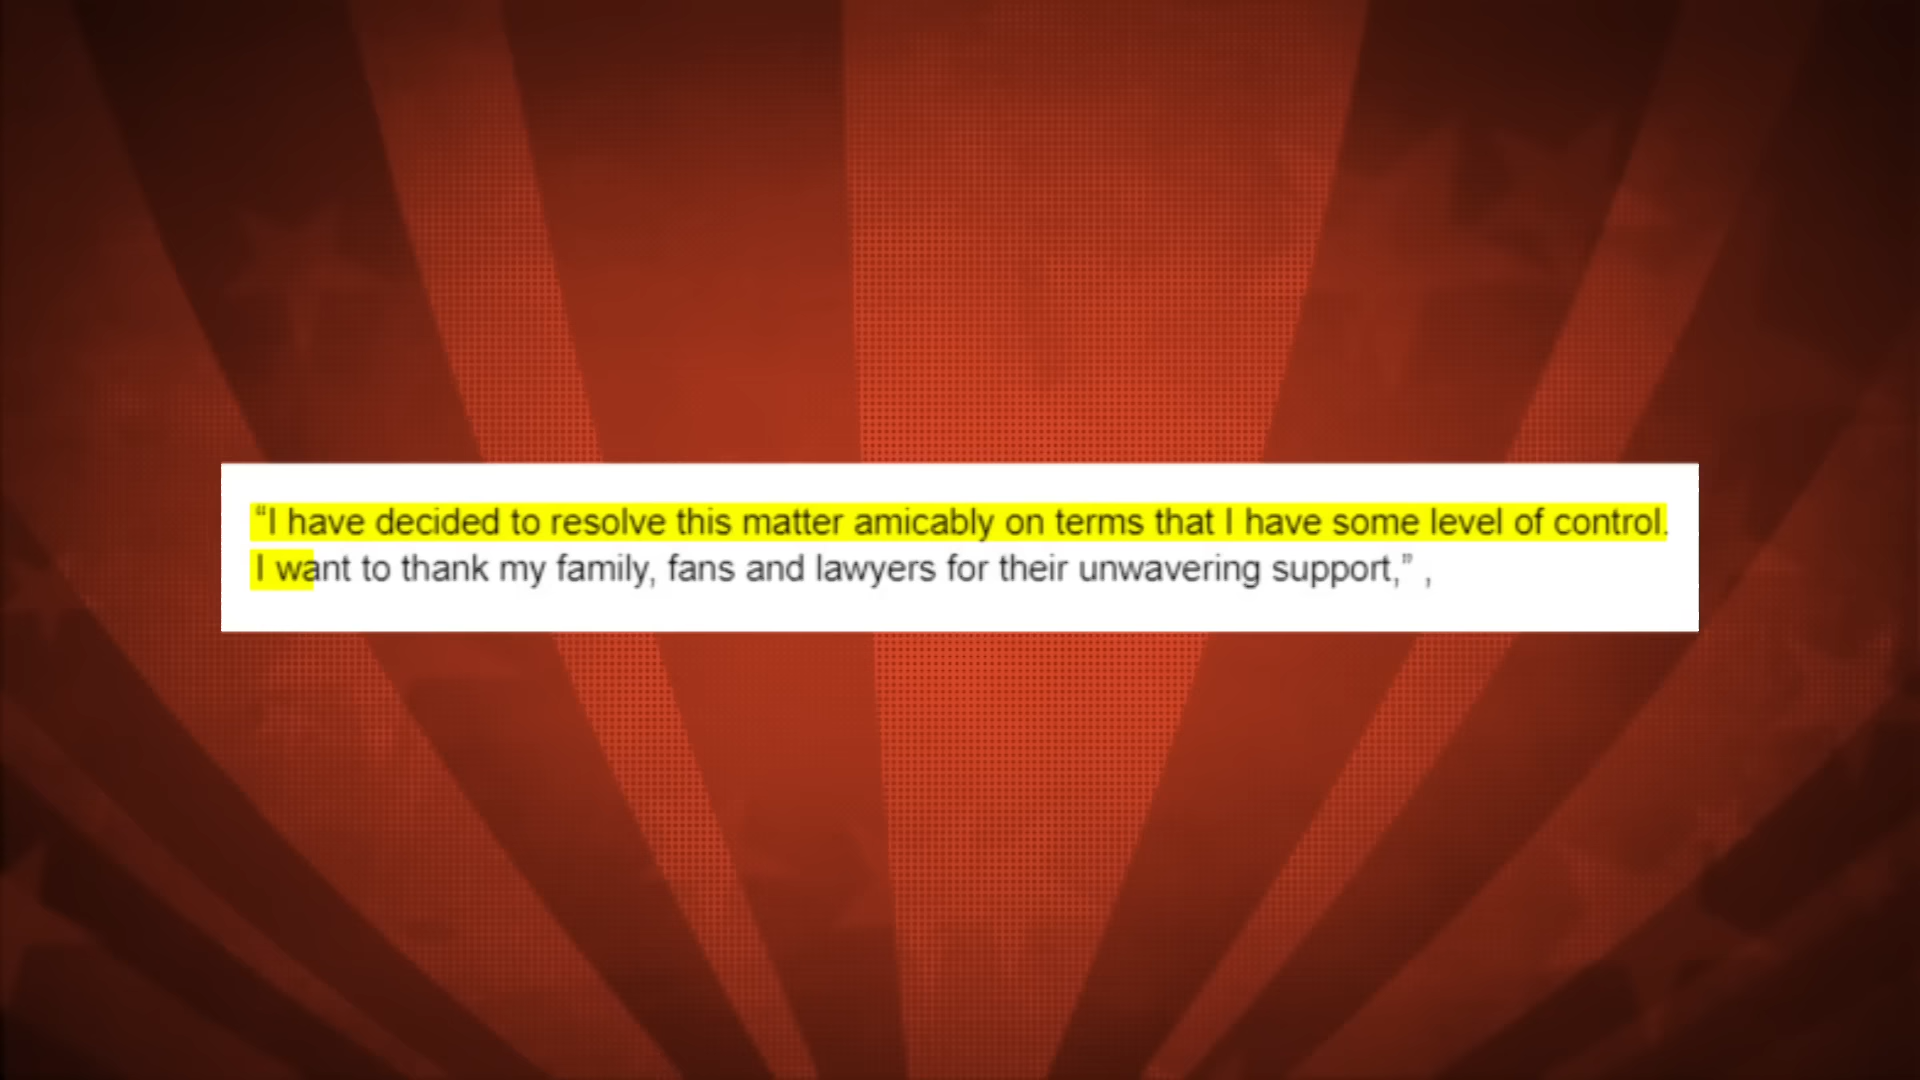 “I have decided to resolve this matter amicably on terms that I have some level of control.
I want to thank my family, fans and lawyers for their unwavering support,” ,